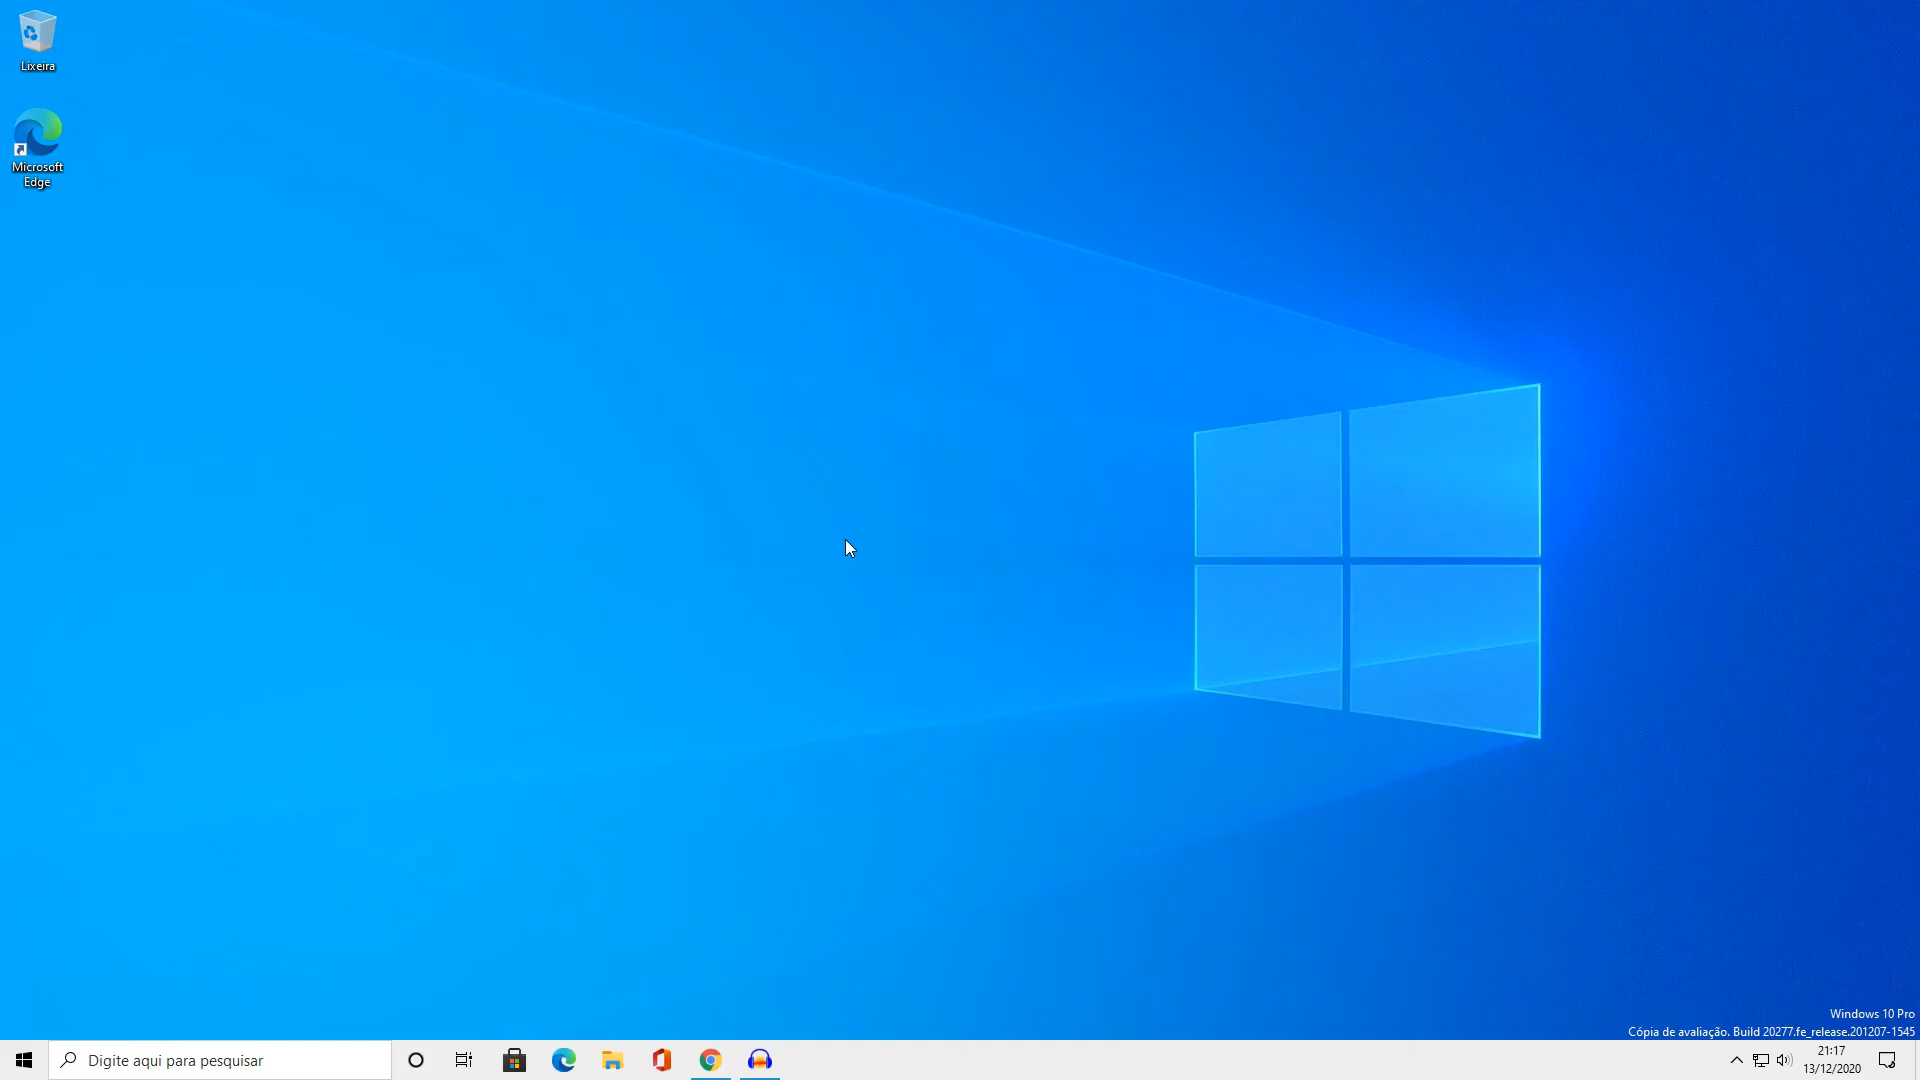 Lixeira
Microsoft
Edge
Windows 10 Pro
Cópia de avaliação. Build 20277.fe_release.201207-1545
Digite aqui para pesquisar
21:17
13/12/2020